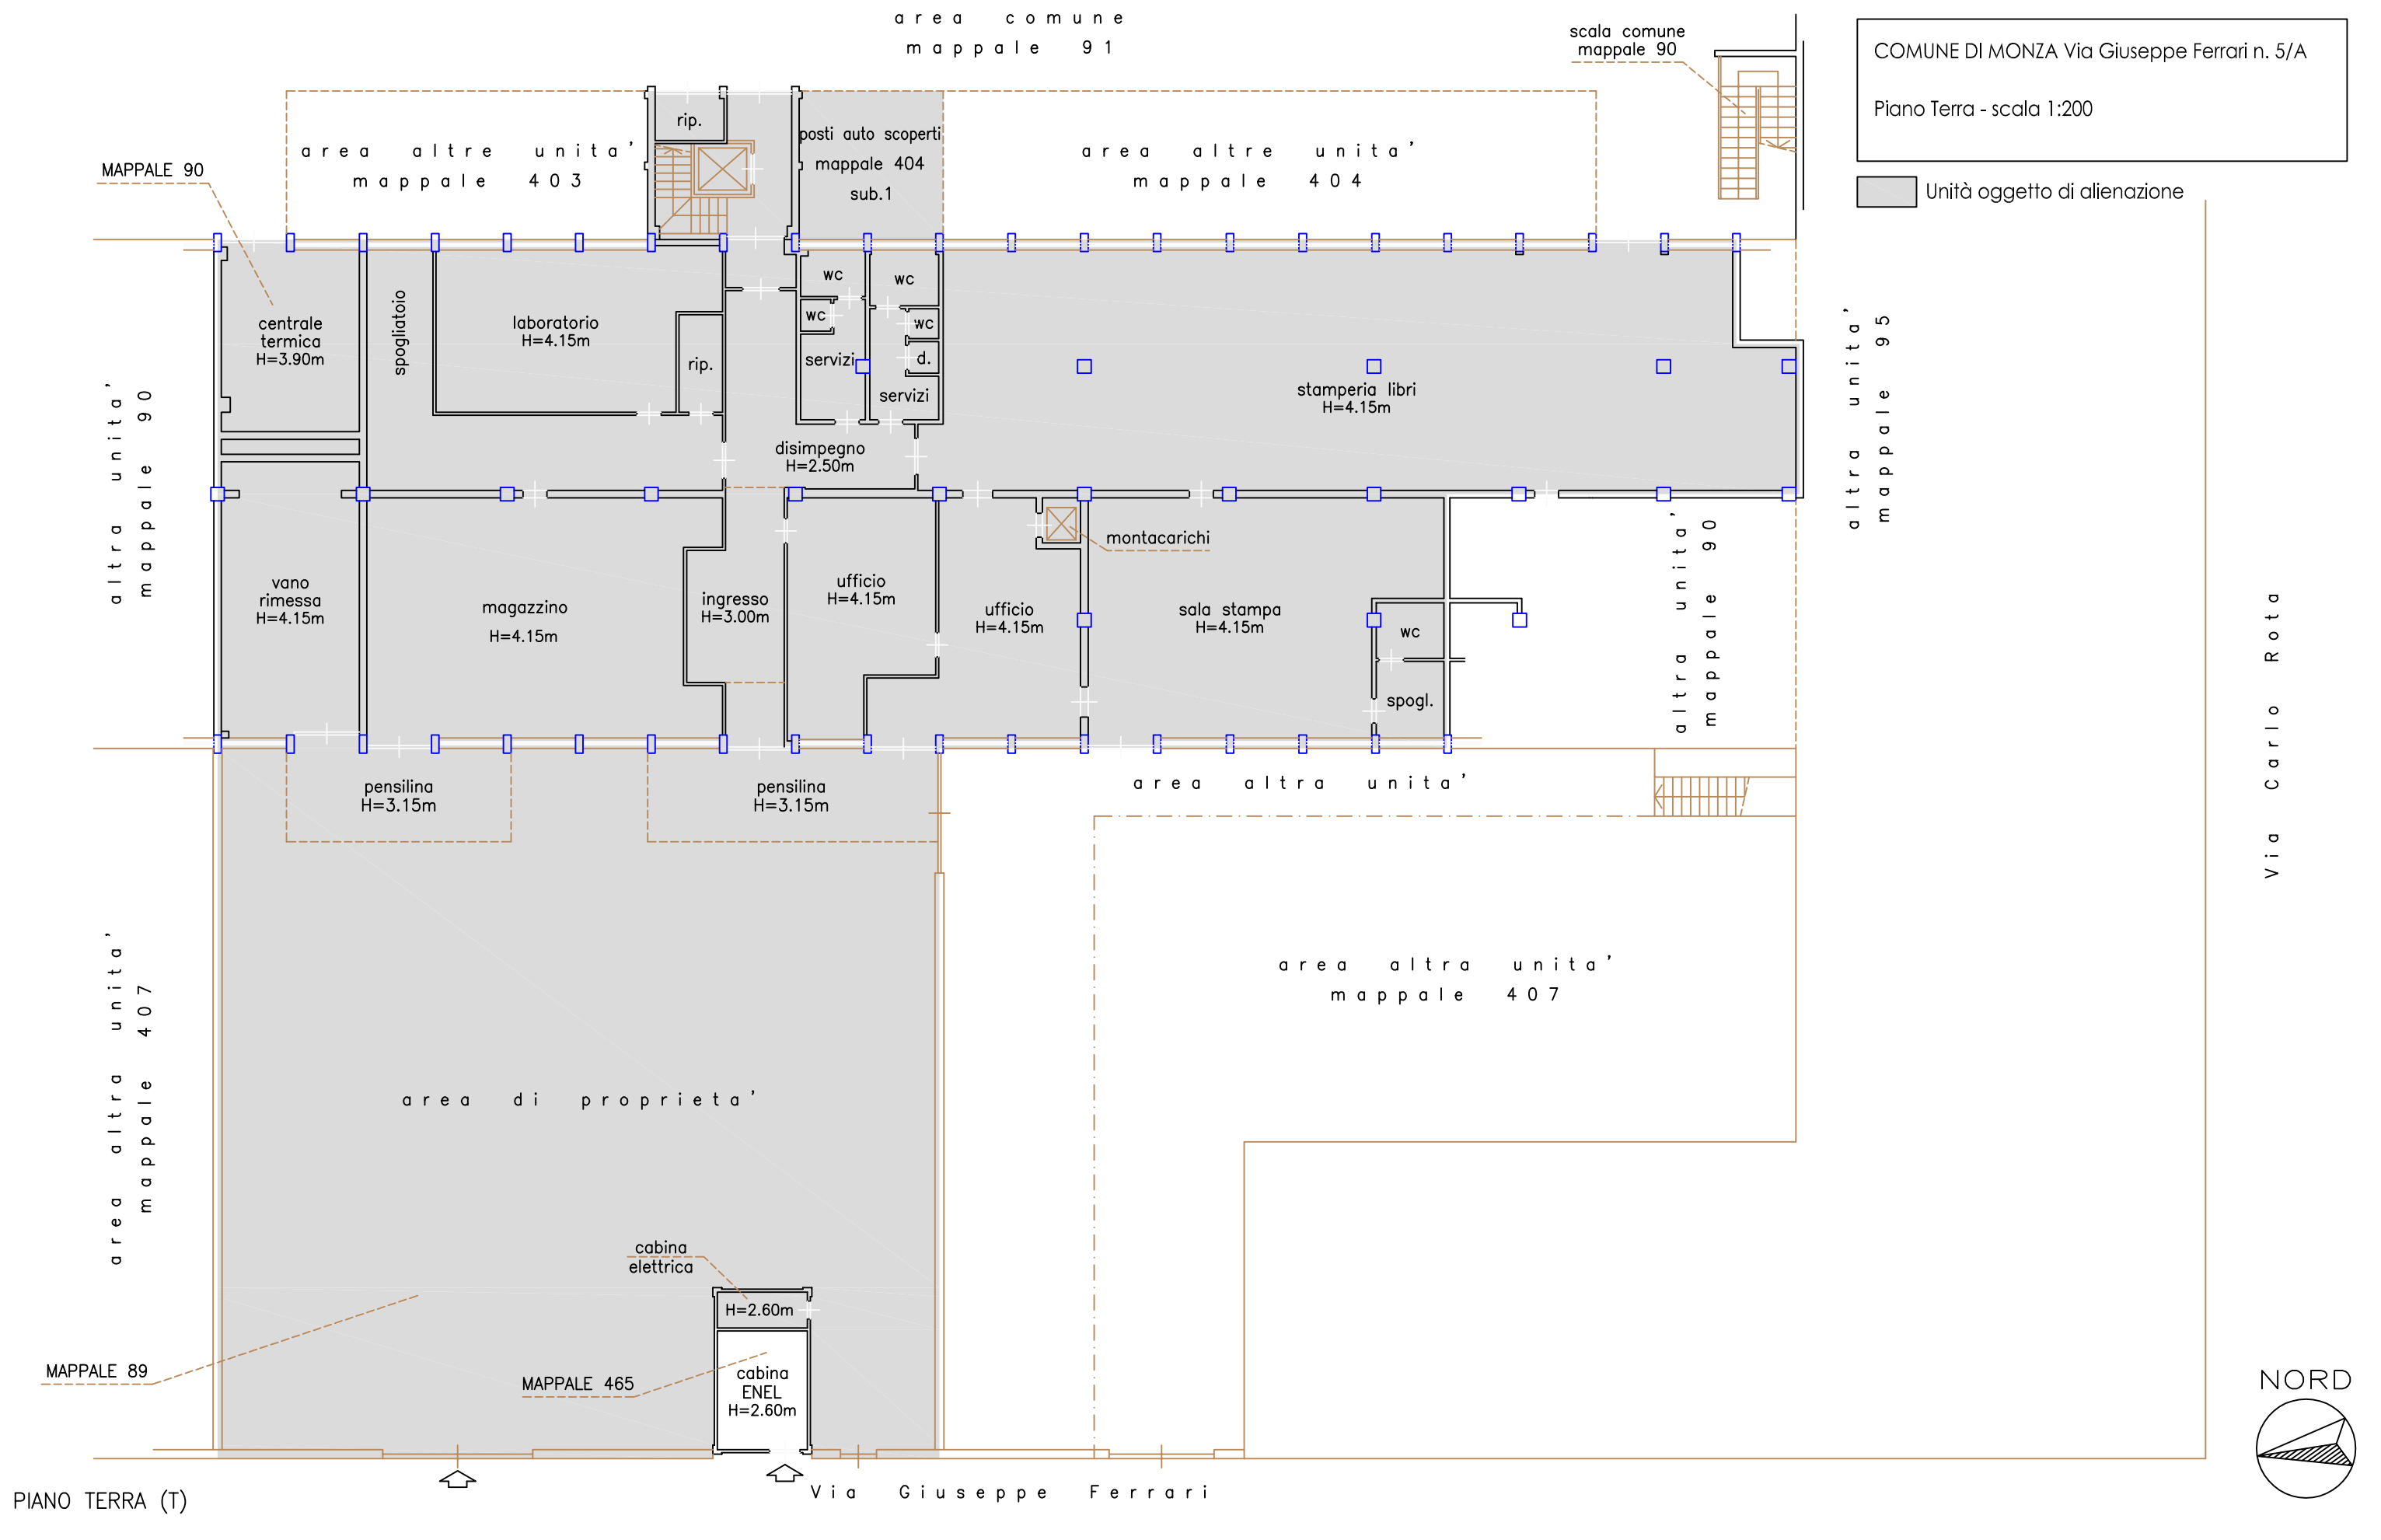 area comune
mappale 91
scala comune
mappale 90
COMUNE DI MONZA Via Giuseppe Ferrari n. 5/A
Piano Terra - scala 1:200
Unità oggetto di alienazione
MAPPALE 90
area altre unita'
mappale 403
rip.
posti auto scoperti
mappale 404
sub.1
area altre unita'
mappale 404
centrale
termica
H=3.90m
spogliatoio
laboratorio
H=4.15m
rip.
wc
wc
servizi
wc
wc
d.
servizi
stamperia libri
H=4.15m
disimpegno
H=2.50m
altra unita'
mappale 90
altra unita'
mappale 95
montacarichi
vano
rimessa
H=4.15m
magazzino
H=4.15m
ingresso
H=3.00m
ufficio
H=4.15m
ufficio
H=4.15m
sala stampa
H=4.15m
wc
spogl.
altra unita'
mappale 90
Via Carlo Rota
pensilina
H=3.15m
pensilina
H=3.15m
area altra unita'
area altra unita'
mappale 407
area altra unita'
mappale 407
area di proprieta'
cabina
elettrica
H=2.60m
MAPPALE 89
MAPPALE 465
cabina
ENEL
H=2.60m
NORD
Via Giuseppe Ferrari
PIANO TERRA (T)